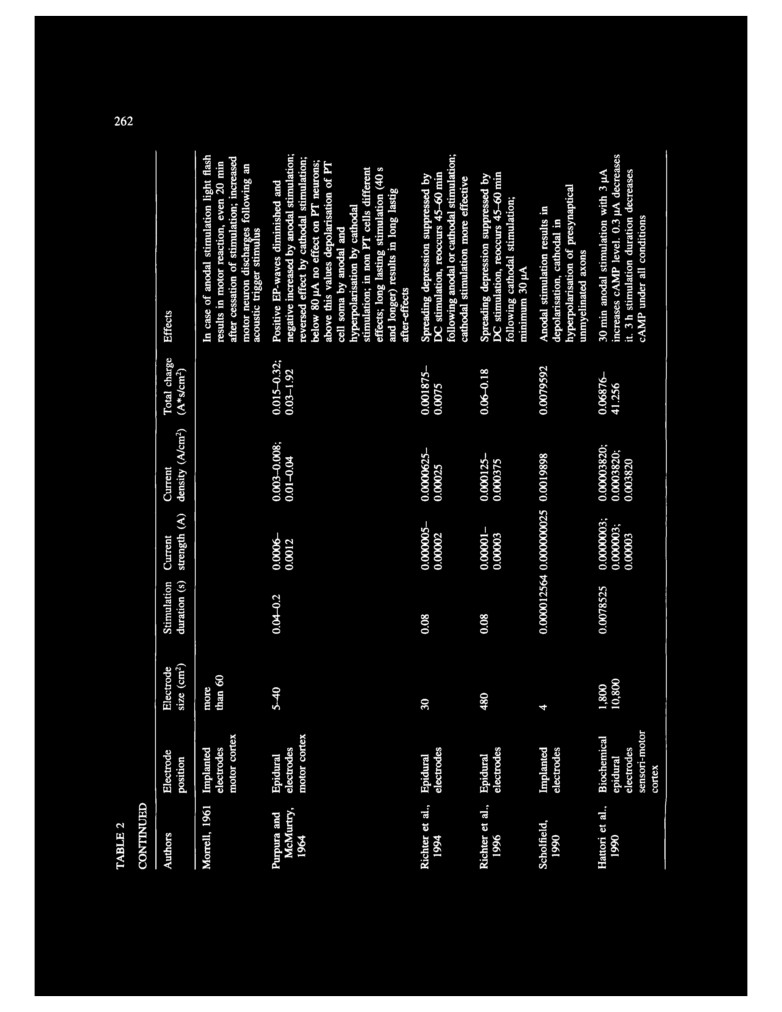 262
TABLE 2
CONTINUED
Authors Electrode position Electrode size (cm²) Stimulation duration (s) Current strength (A) Current density (A/cm²) Total charge (A*s/cm²) Effects
Morrell, 1961 Implanted electrodes motor cortex more than 60 In case of anodal stimulation light flash
results in motor reaction, even 20 min
after cessation of stimulation; increased
motor neuron discharges following an
acoustic trigger stimulus
Purpura and McMurtry, 1964 Epidural electrodes motor cortex 5–40 0.04–0.2 0.0006–0.0012 0.003–0.008; 0.01–0.04 0.015–0.32; 0.03–1.92 Positive EP-waves diminished and
negative increased by anodal stimulation;
reversed effect by cathodal stimulation;
below 80 µA no effect on PT neurons;
above this values depolarisation of PT
cell soma by anodal and
hyperpolarisation by cathodal
stimulation; in non PT cells different
effects; long lasting stimulation (40 s
and longer) results in long lastig
after-effects
Richter et al., 1994 Epidural electrodes 30 0.08 0.000005–0.00002 0.0000625–0.00025 0.001875–0.0075 Spreading depression suppressed by
DC stimulation, reoccurs 45–60 min
following anodal or cathodal stimulation;
cathodal stimulation more effective
Richter et al., 1996 Epidural electrodes 480 0.08 0.00001–0.00003 0.000125–0.000375 0.06–0.18 Spreading depression suppressed by
DC stimulation, reoccurs 45–60 min
following cathodal stimulation;
minimum 30 µA
Scholfield, 1990 Implanted electrodes 4 0.000012564 0.000000025 0.0019898 0.0079592 Anodal stimulation results in
depolarisation, cathodal in
hyperpolarisation of presynaptical
unmyelinated axons
Hattori et al., 1990 Biochemical epidural electrodes sensori-motor cortex 1,800 10,800 0.0078525 0.0000003; 0.000003; 0.00003 0.00003820; 0.0003820; 0.003820 0.06876–41.256 30 min anodal stimulation with 3 µA
increases cAMP level. 0.3 µA decreases
it. 3 h stimulation duration decreases
cAMP under all conditions